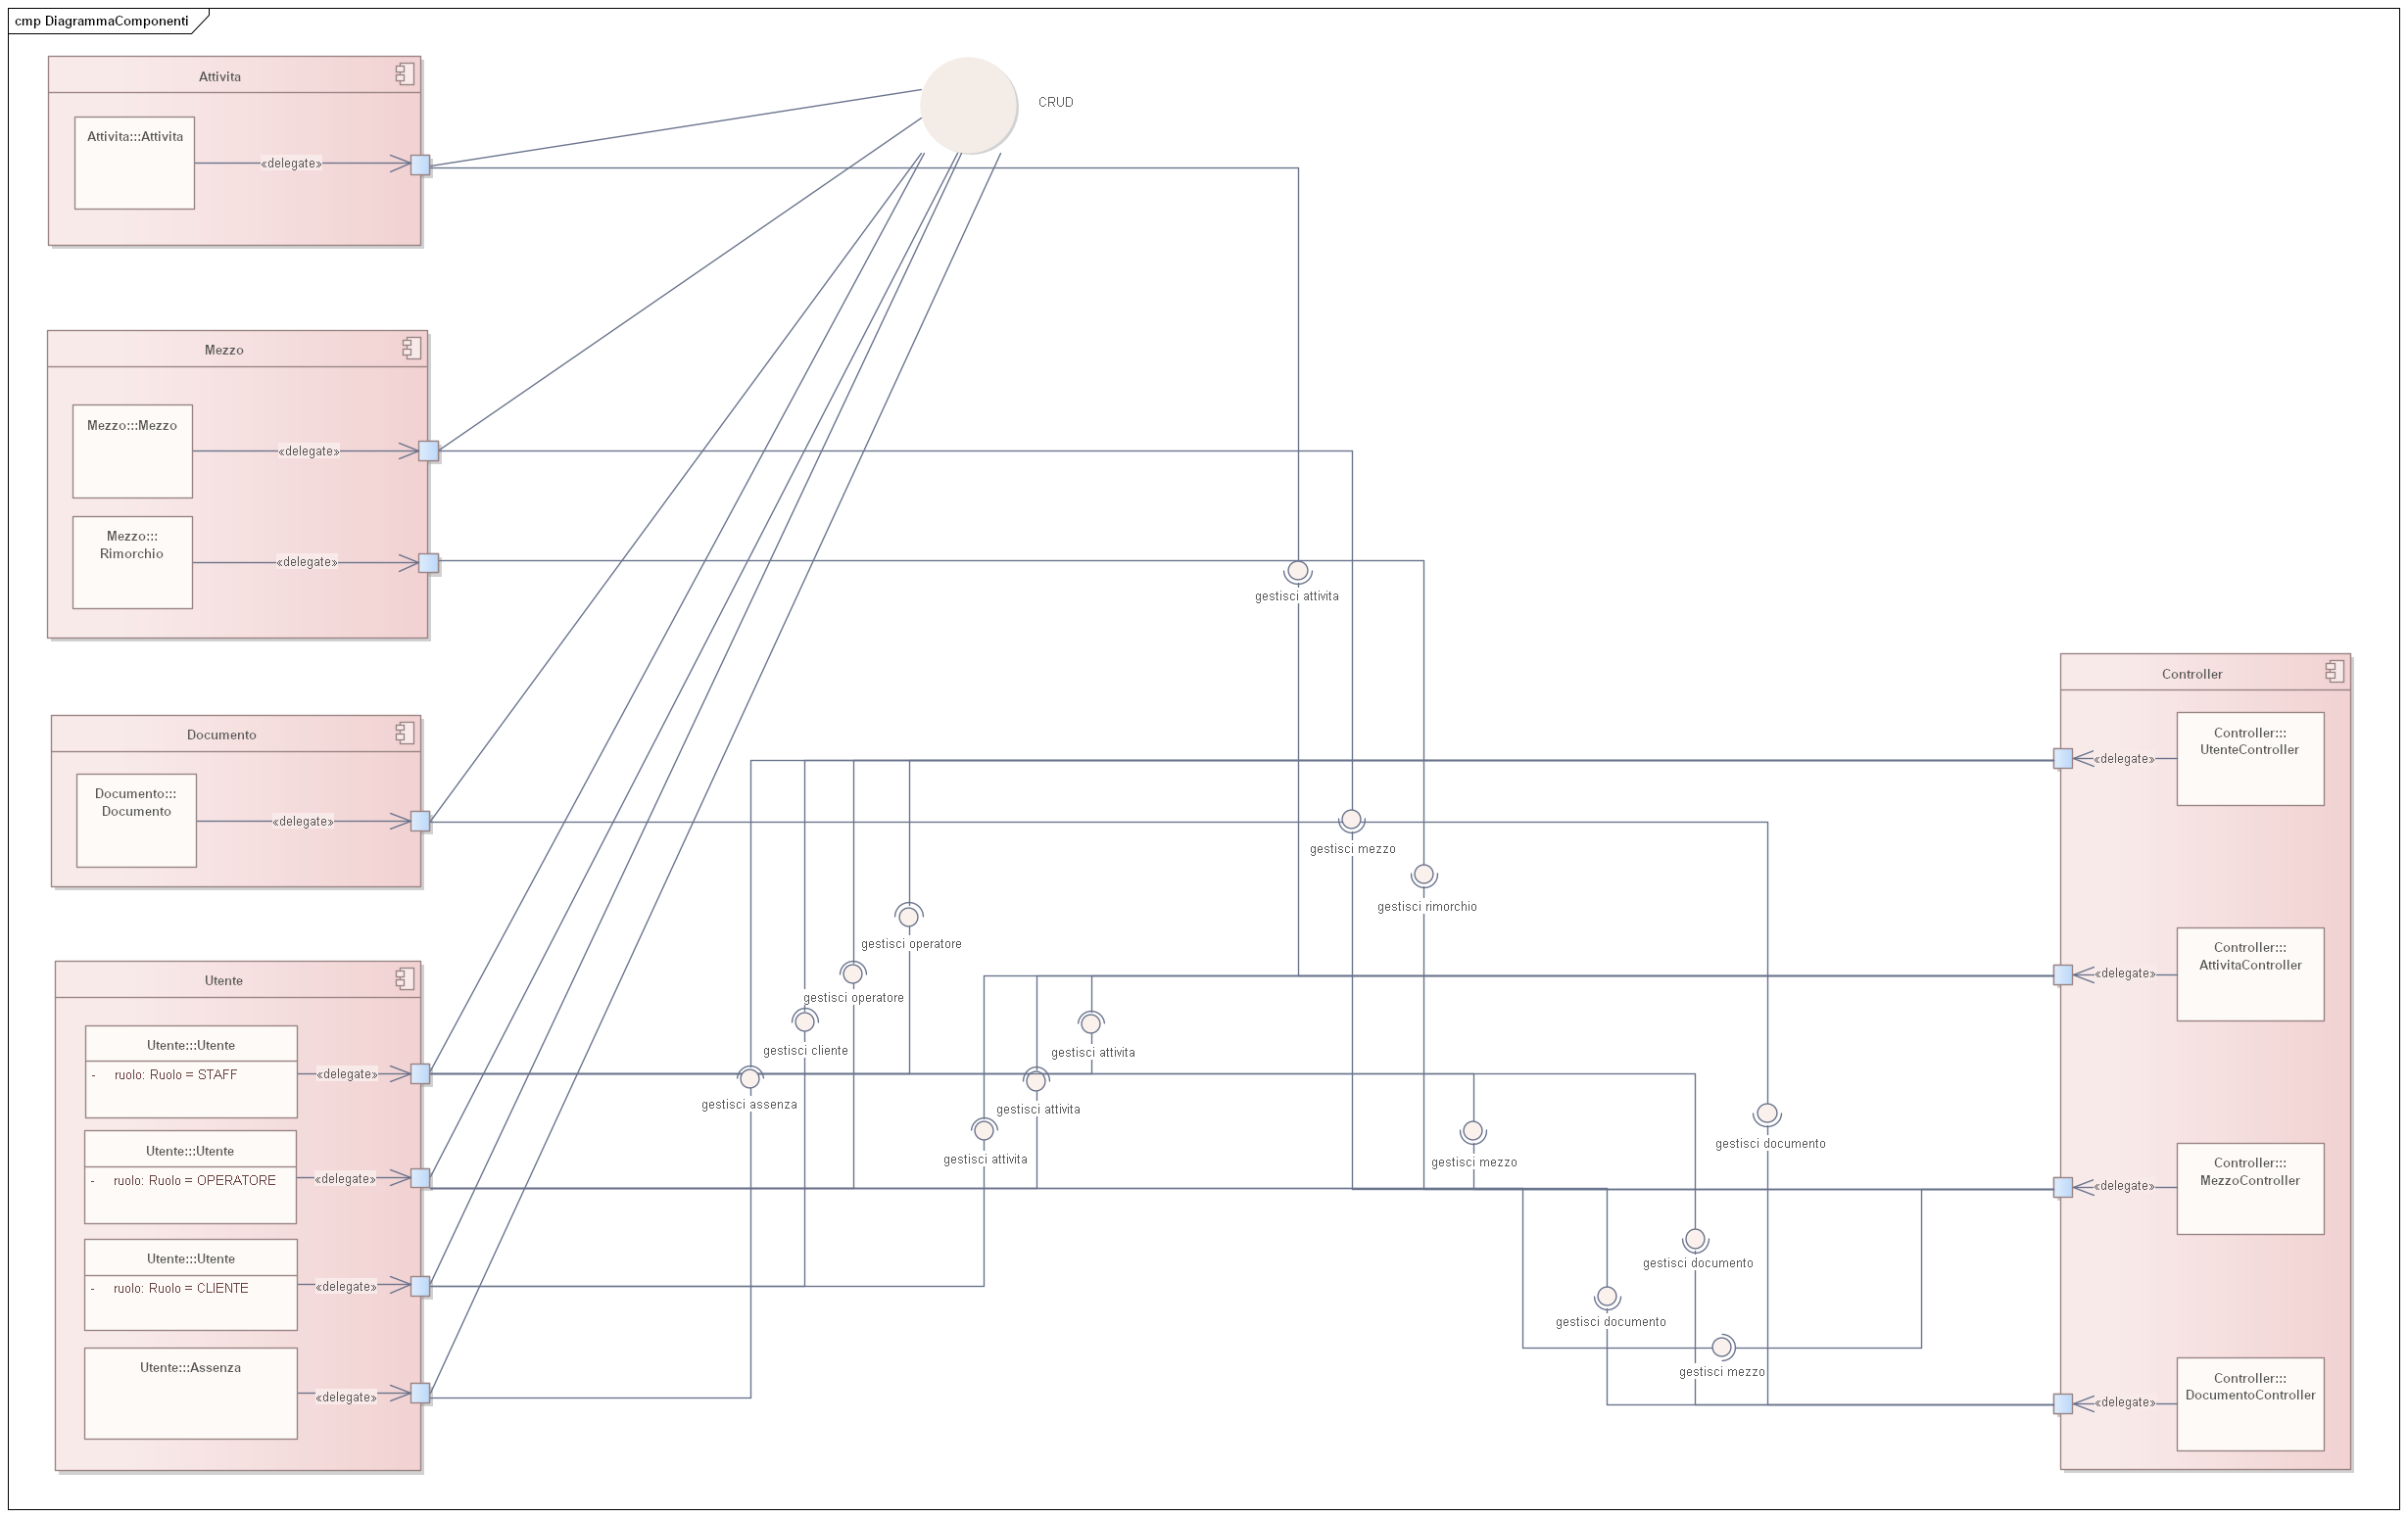 cmp DiagrammaComponenti
Attivita
Attivita:::Attivita
«delegate»
CRUD
Mezzo
Mezzo:::Mezzo
«delegate»
Mezzo:::
Rimorchio
«delegate»
gestisci attivita
Documento
Documento:::
Documento
«delegate»
gestisci mezzo
gestisci rimorchio
gestisci operatore
gestisci operatore
gestisci cliente
gestisci assenza
gestisci attivita
gestisci attivita
gestisci attivita
gestisci mezzo
gestisci documento
gestisci documento
gestisci documento
gestisci mezzo
Utente
Utente:::Utente
- ruolo: Ruolo = STAFF
«delegate»
Utente:::Utente
- ruolo: Ruolo = OPERATORE
«delegate»
Utente:::Utente
- ruolo: Ruolo = CLIENTE
«delegate»
Utente:::Assenza
«delegate»
Controller
Controller:::
UtenteController
«delegate»
Controller:::
AttivitaController
«delegate»
Controller:::
MezzoController
«delegate»
Controller:::
DocumentoController
«delegate»